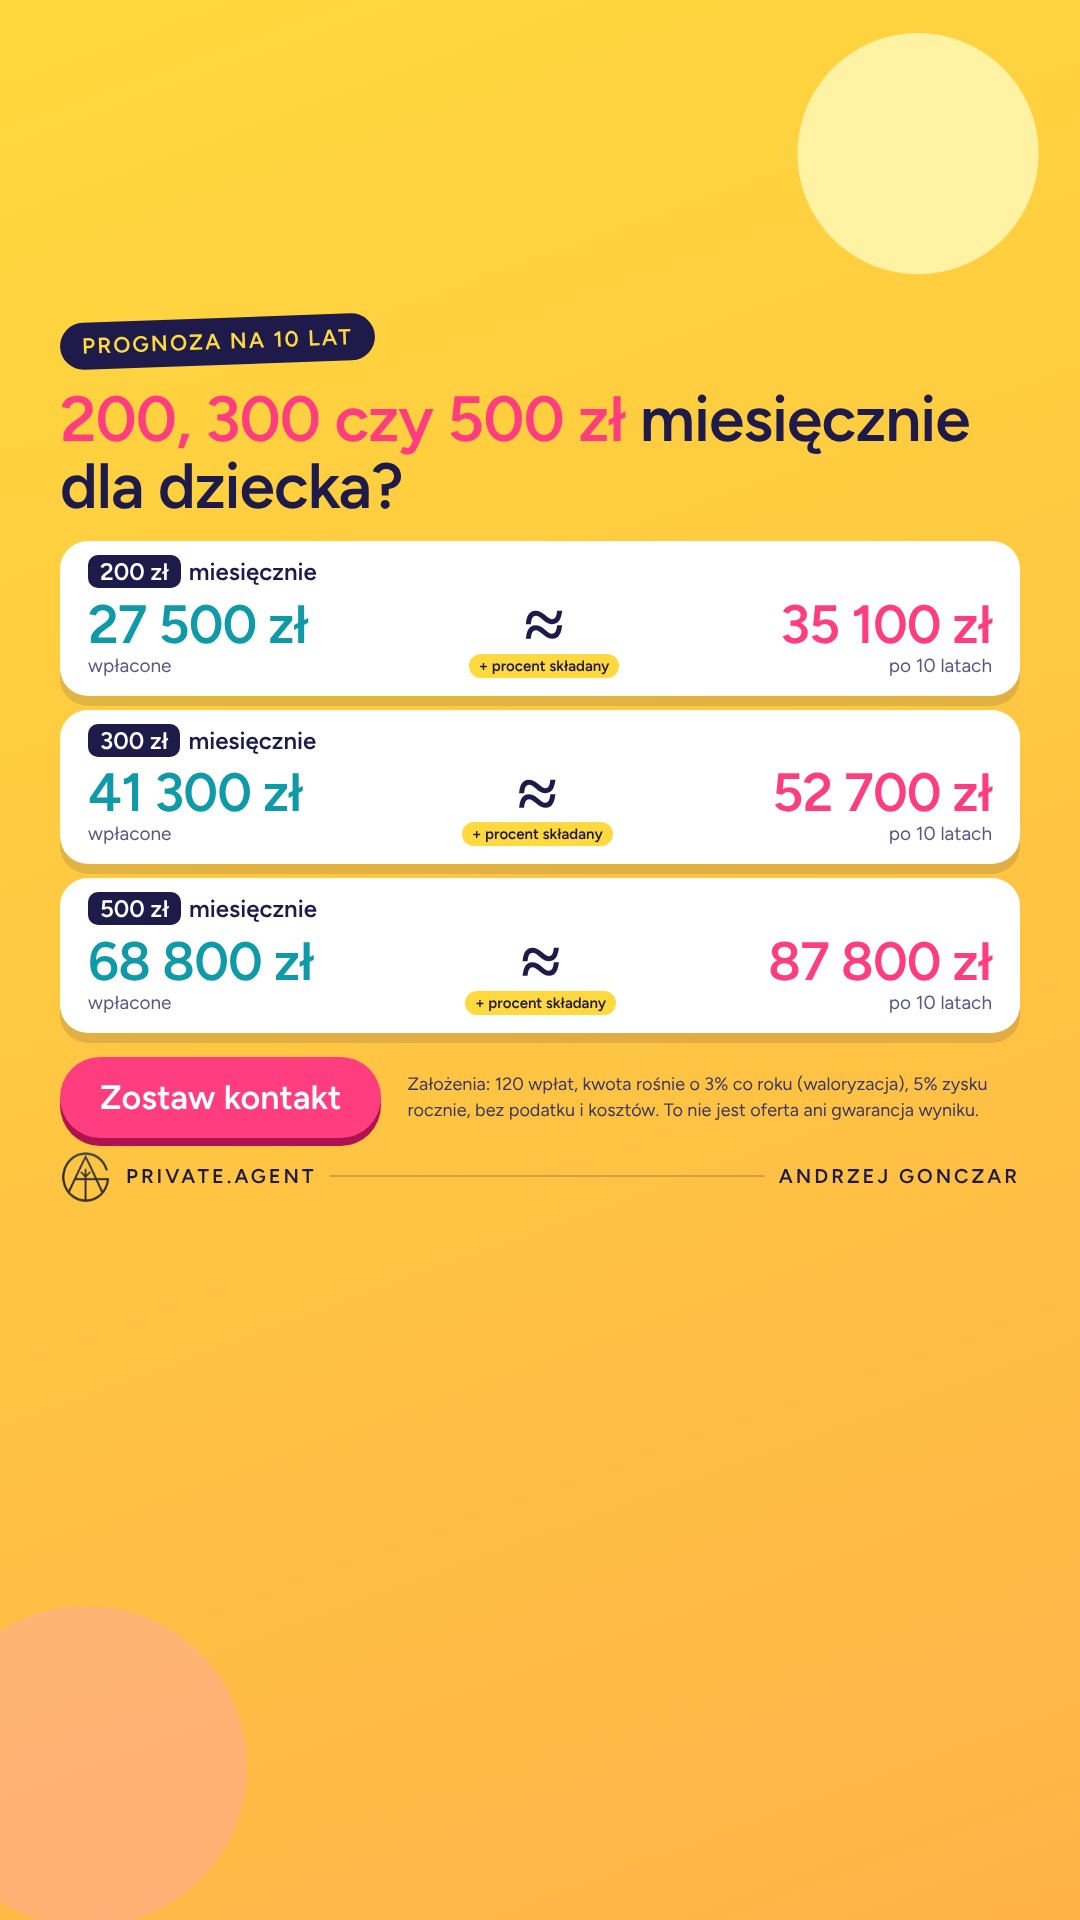 PROGNOZA NA 10 LAT
200, 300 czy 500 zł miesięcznie
dla dziecka?
200 zł miesięcznie
27 500 zł ≈ 35 100 zł
wpłacone + procent składany po 10 latach
300 zł miesięcznie
41 300 zł ≈ 52 700 zł
wpłacone + procent składany po 10 latach
500 zł miesięcznie
68 800 zł ≈ 87 800 zł
wpłacone + procent składany po 10 latach
Zostaw kontakt
Założenia: 120 wpłat, kwota rośnie o 3% co roku (waloryzacja), 5% zysku
rocznie, bez podatku i kosztów. To nie jest oferta ani gwarancja wyniku.
PRIVATE.AGENT ANDRZEJ GONCZAR